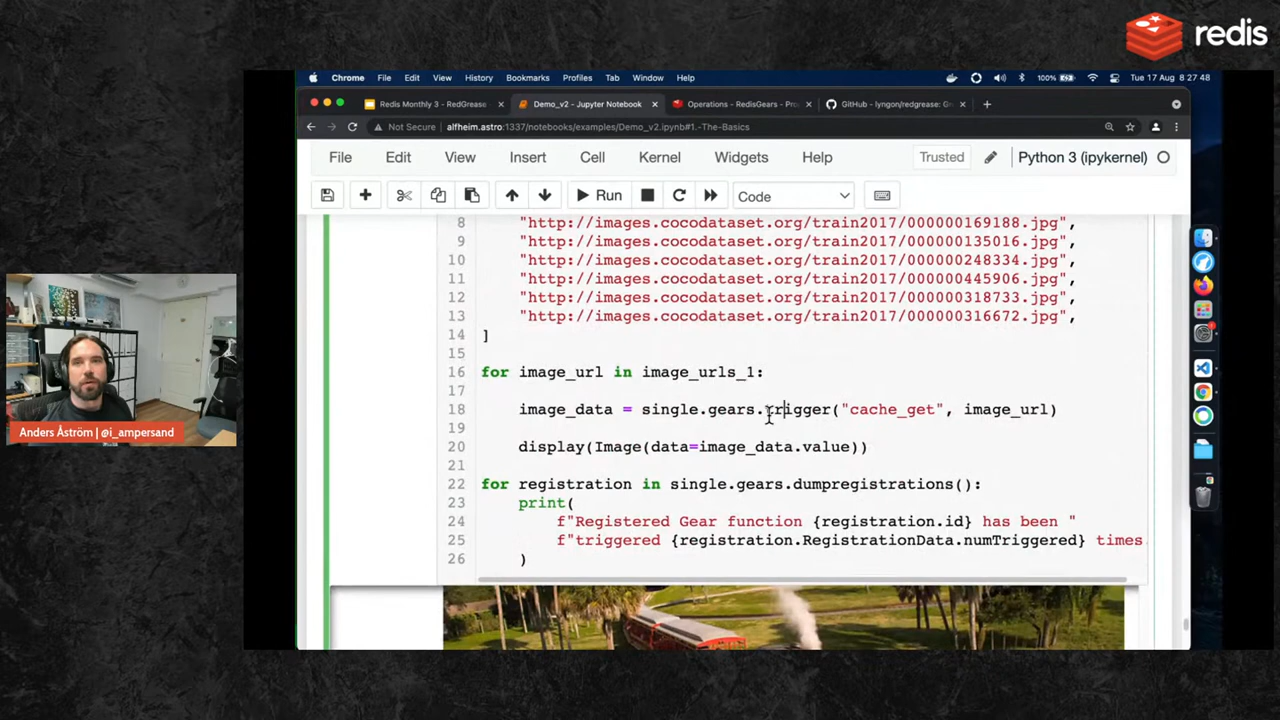 redis
Chrome File Edit View History Bookmarks Profiles Tab Window Help 100% Tue 17 Aug 8 27 48
Redis Monthly 3 - RedGrease Demo_v2 - Jupyter Notebook Operations - RedisGears - Pro GitHub - lyngon/redgrease: G
Not Secure alfheim.astro:1337/notebooks/examples/Demo_v2.ipynb#1.-The-Basics
File Edit View Insert Cell Kernel Widgets Help Trusted Python 3 (ipykernel)
Run Code
8 "http://images.cocodataset.org/train2017/000000169188.jpg",
9 "http://images.cocodataset.org/train2017/000000135016.jpg",
10 "http://images.cocodataset.org/train2017/000000248334.jpg",
11 "http://images.cocodataset.org/train2017/000000445906.jpg",
12 "http://images.cocodataset.org/train2017/000000318733.jpg",
13 "http://images.cocodataset.org/train2017/000000316672.jpg",
14 ]
15
16 for image_url in image_urls_1:
17
18 image_data = single.gears.trigger("cache_get", image_url)
19
20 display(Image(data=image_data.value))
21
22 for registration in single.gears.dumpregistrations():
23 print(
24 f"Registered Gear function {registration.id} has been "
25 f"triggered {registration.RegistrationData.numTriggered} times
26 )
Anders Åström | @i_ampersand